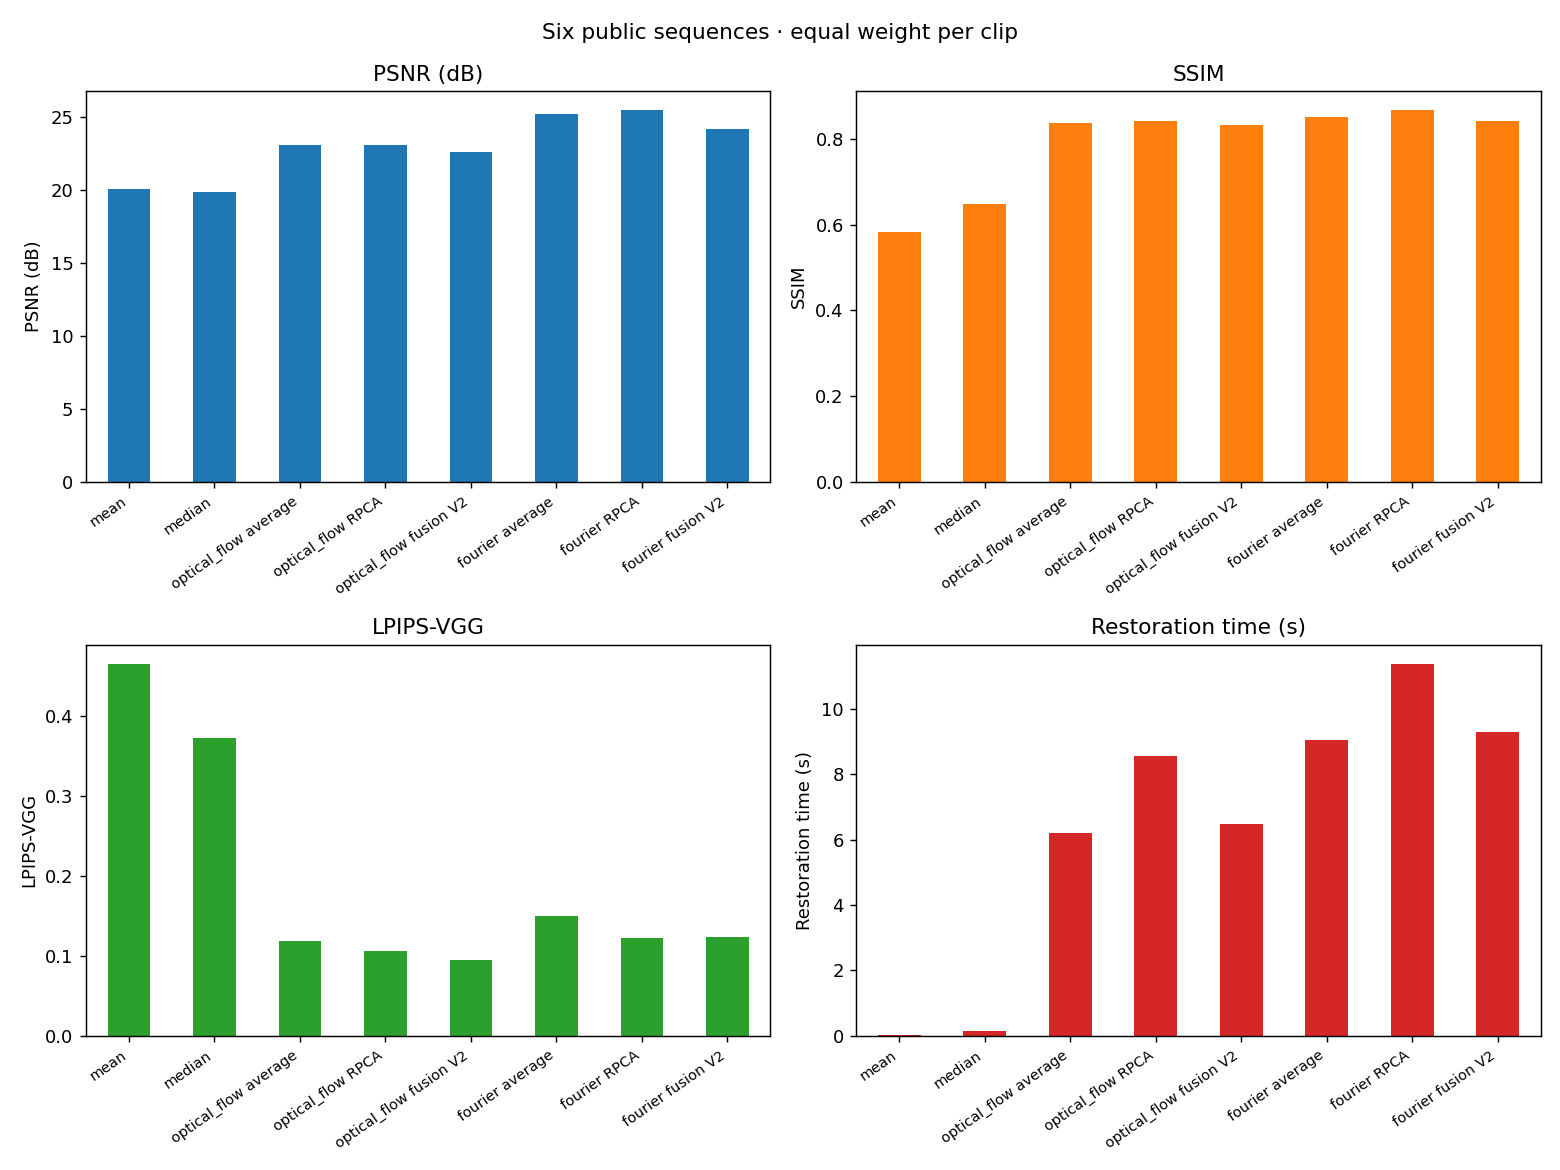 Six public sequences · equal weight per clip
PSNR (dB)
PSNR (dB)
25
20
15
10
5
0
mean
median
optical_flow average
optical_flow RPCA
optical_flow fusion V2
fourier average
fourier RPCA
fourier fusion V2
SSIM
SSIM
0.8
0.6
0.4
0.2
0.0
mean
median
optical_flow average
optical_flow RPCA
optical_flow fusion V2
fourier average
fourier RPCA
fourier fusion V2
LPIPS-VGG
LPIPS-VGG
0.4
0.3
0.2
0.1
0.0
mean
median
optical_flow average
optical_flow RPCA
optical_flow fusion V2
fourier average
fourier RPCA
fourier fusion V2
Restoration time (s)
Restoration time (s)
10
8
6
4
2
0
mean
median
optical_flow average
optical_flow RPCA
optical_flow fusion V2
fourier average
fourier RPCA
fourier fusion V2